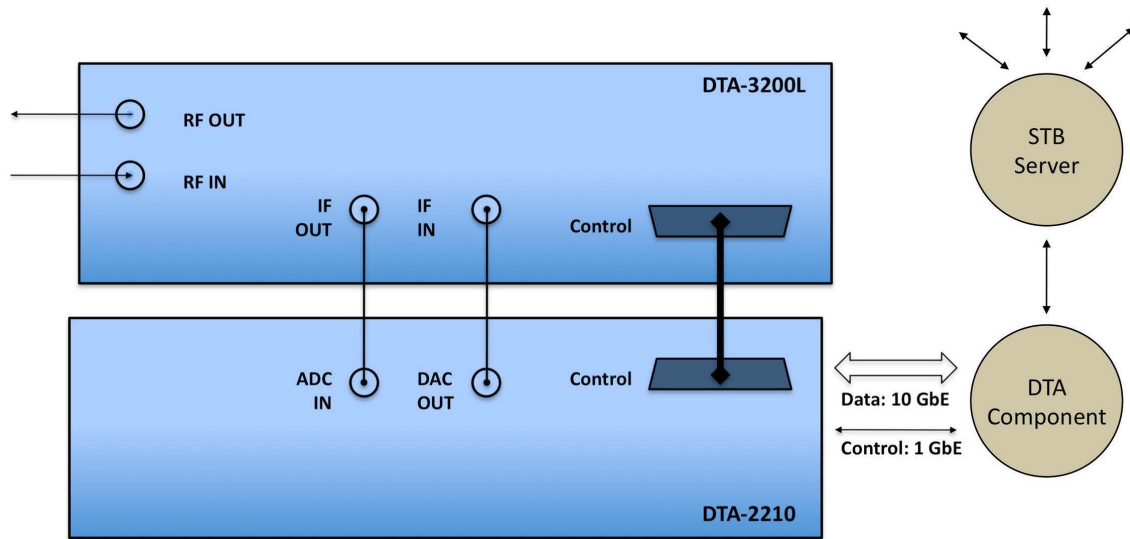 DTA-3200L
RF OUT
RF IN
IF
OUT
IF
IN
Control
ADC
IN
DAC
OUT
Control
DTA-2210
Data: 10 GbE
Control: 1 GbE
STB
Server
DTA
Component